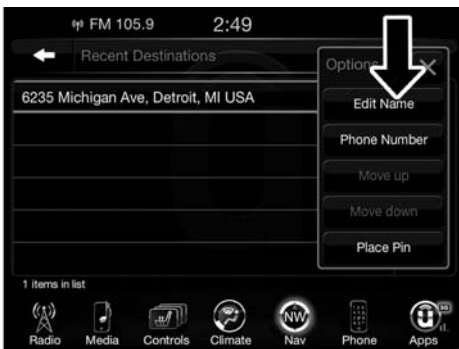 FM 105.9 2:49
Recent Destinations
Options
6235 Michigan Ave, Detroit, MI USA
Edit Name
Phone Number
Move up
Move down
Place Pin
1 items in list
NW 3G
Radio Media Controls Climate Nav Phone Apps